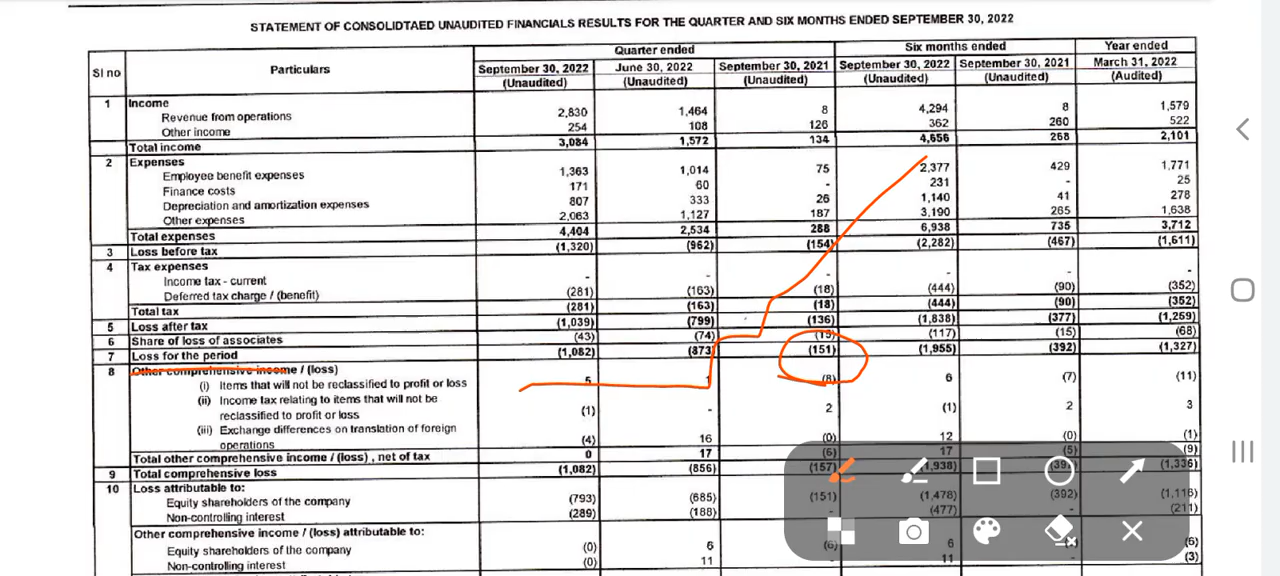 STATEMENT OF CONSOLIDTAED UNAUDITED FINANCIALS RESULTS FOR THE QUARTER AND SIX MONTHS ENDED SEPTEMBER 30, 2022
Quarter ended Six months ended Year ended
Sl no Particulars September 30, 2022 June 30, 2022 September 30, 2021 September 30, 2022 September 30, 2021 March 31, 2022
(Unaudited) (Unaudited) (Unaudited) (Unaudited) (Unaudited) (Audited)
1 Income
Revenue from operations 2,830 1,464 8 4,294 8 1,579
Other income 254 108 126 362 260 522
Total income 3,084 1,572 134 4,656 268 2,101
2 Expenses
Employee benefit expenses 1,363 1,014 75 2,377 429 1,771
Finance costs 171 60 - 231 - 25
Depreciation and amortization expenses 807 333 26 1,140 41 278
Other expenses 2,063 1,127 187 3,190 265 1,638
Total expenses 4,404 2,534 288 6,938 735 3,712
3 Loss before tax (1,320) (962) (154) (2,282) (467) (1,611)
4 Tax expenses
Income tax - current - - - - - -
Deferred tax charge / (benefit) (281) (163) (18) (444) (90) (352)
Total tax (281) (163) (18) (444) (90) (352)
5 Loss after tax (1,039) (799) (136) (1,838) (377) (1,259)
6 Share of loss of associates (43) (74) (15) (117) (15) (68)
7 Loss for the period (1,082) (873) (151) (1,955) (392) (1,327)
8 Other comprehensive income / (loss)
(i) Items that will not be reclassified to profit or loss 5 1 (8) 6 (7) (11)
(ii) Income tax relating to items that will not be
reclassified to profit or loss (1) - 2 (1) 2 3
(iii) Exchange differences on translation of foreign
operations (4) 16 (0) 12 (0) (1)
Total other comprehensive income / (loss) , net of tax 0 17 (6) 17 (5) (9)
9 Total comprehensive loss (1,082) (856) (157) (1,938) (1,336)
10 Loss attributable to:
Equity shareholders of the company (793) (685) (151) (1,478) (392) (1,116)
Non-controlling interest (289) (188) - (477) - (211)
Other comprehensive income / (loss) attributable to:
Equity shareholders of the company (0) 6 (6) 6 (6)
Non-controlling interest (0) 11 - 11 - (3)